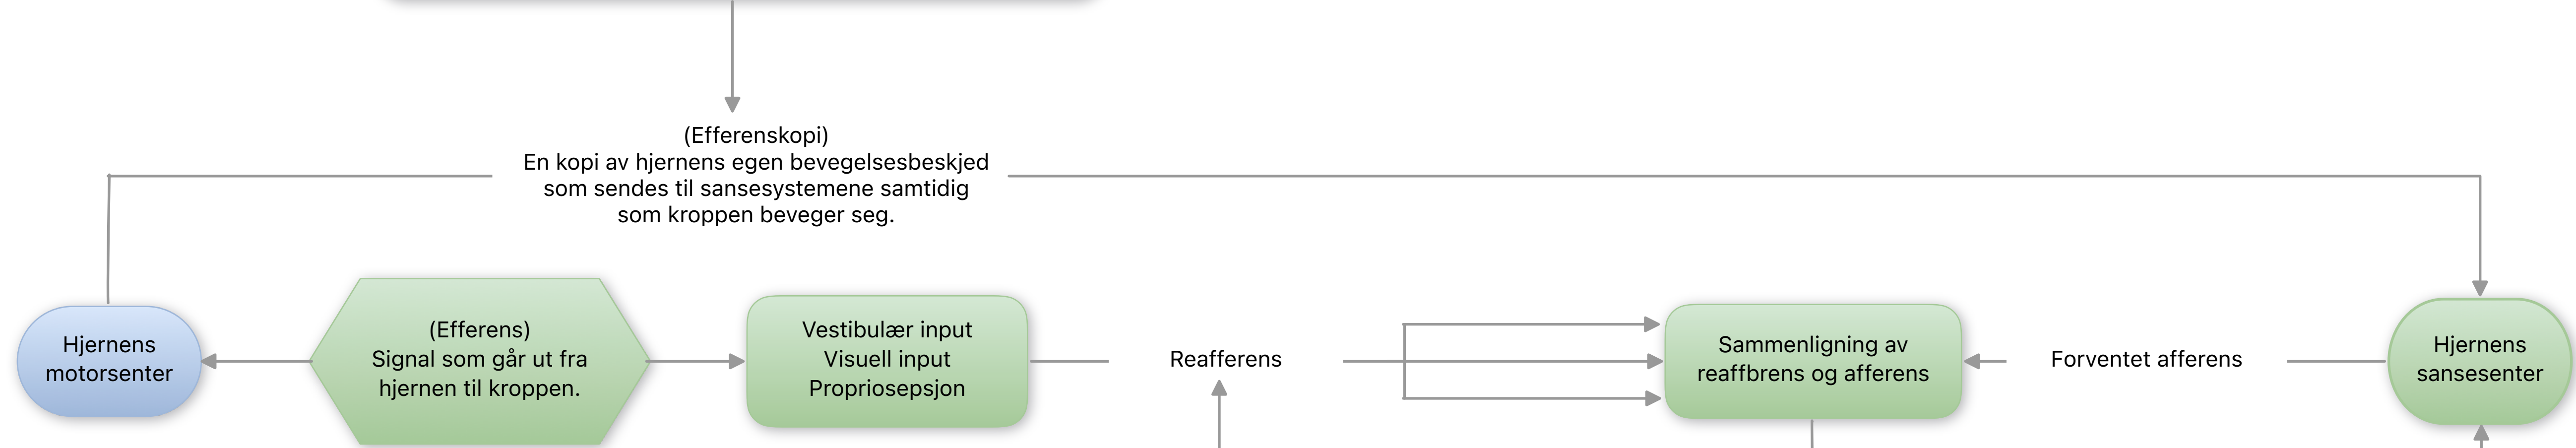 (Efferenskopi)
En kopi av hjernens egen bevegelsesbeskjed
som sendes til sansesystemene samtidig
som kroppen beveger seg.
Hjernens
motorsenter
(Efferens)
Signal som går ut fra
hjernen til kroppen.
Vestibulær input
Visuell input
Propriosepsjon
Reafferens
Sammenligning av
reaffbrens og afferens
Forventet afferens
Hjernens
sansesenter